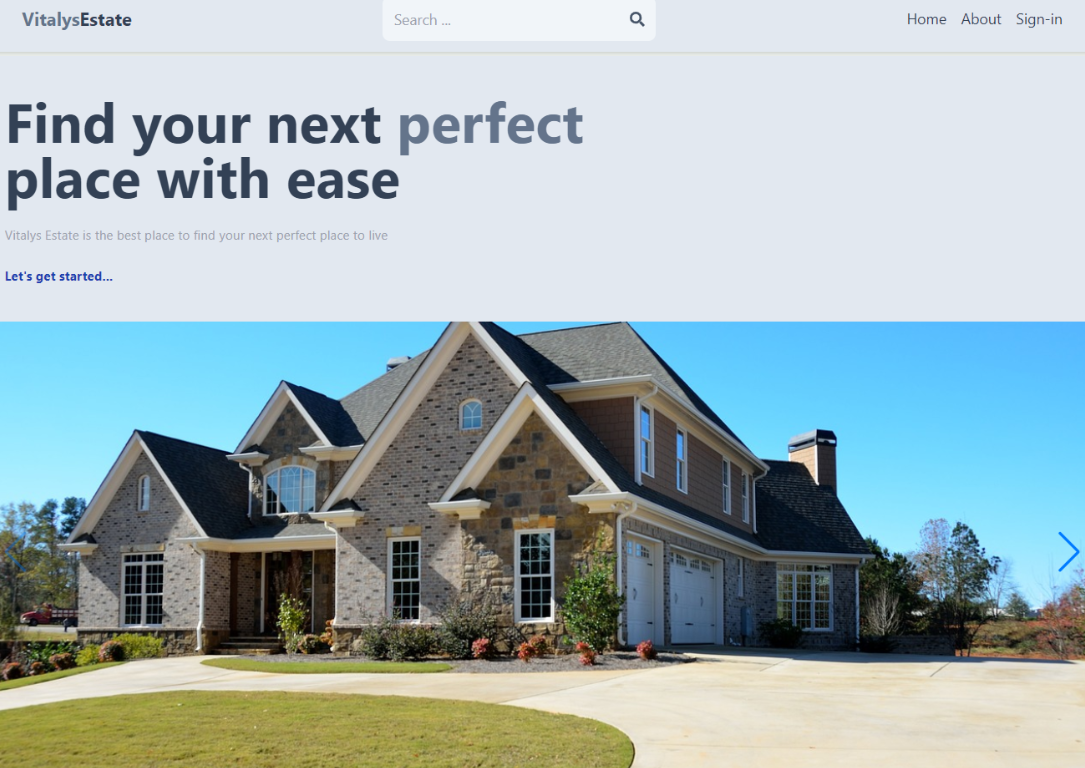 VitalysEstate
Search ...
Home About Sign-in
Find your next perfect
place with ease
Vitalys Estate is the best place to find your next perfect place to live
Let's get started...